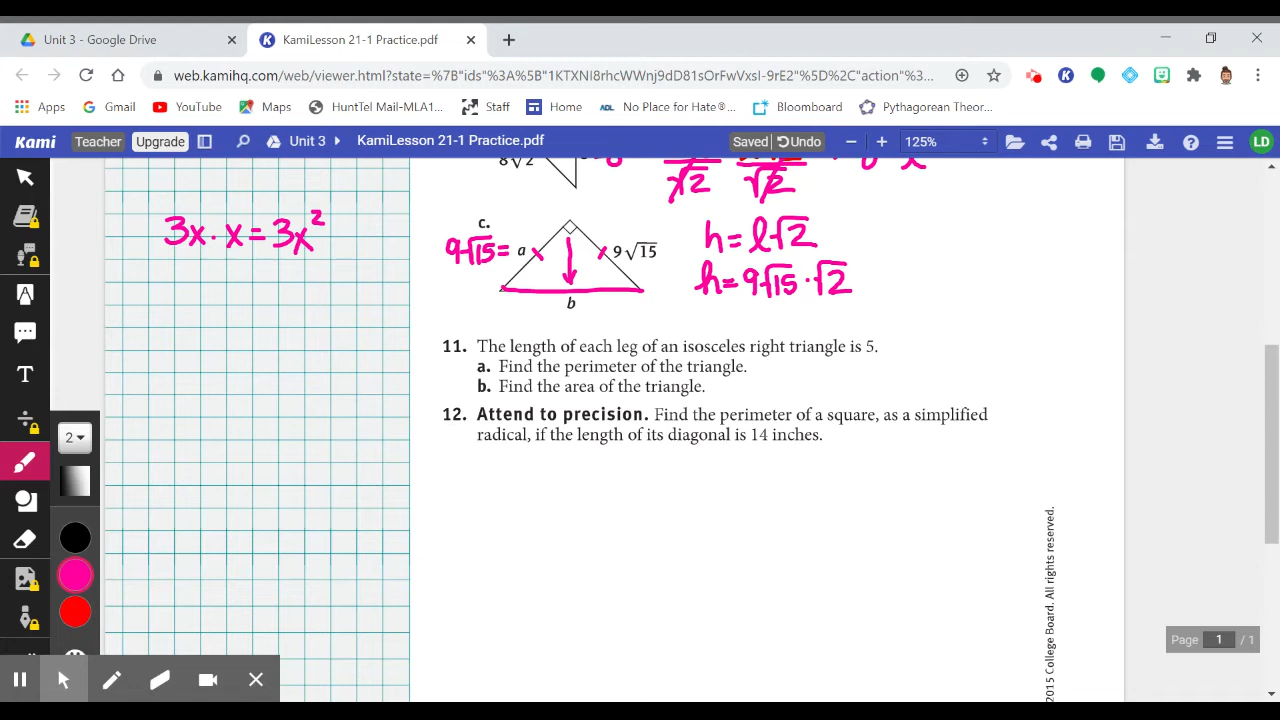 Unit 3 - Google Drive
KamiLesson 21-1 Practice.pdf
web.kamihq.com/web/viewer.html?state=%7B"ids"%3A%5B"1KTXNI8rhcWWnj9dD81sOrFwVxsI-9rE2"%5D%2C"action"%3...
Apps
Gmail
YouTube
Maps
HuntTel Mail-MLA1...
Staff
Home
ADL No Place for Hate®...
Bloomboard
Pythagorean Theor...
Kami
Teacher
Upgrade
Unit 3
KamiLesson 21-1 Practice.pdf
Saved
Undo
125%
LD
8√2
√2
√2
3x · x = 3x²
c.
9√15 = a
9√15
b
h = l√2
h = 9√15 · √2
11. The length of each leg of an isosceles right triangle is 5.
a. Find the perimeter of the triangle.
b. Find the area of the triangle.
12. Attend to precision. Find the perimeter of a square, as a simplified
radical, if the length of its diagonal is 14 inches.
2
2015 College Board. All rights reserved.
Page 1 / 1